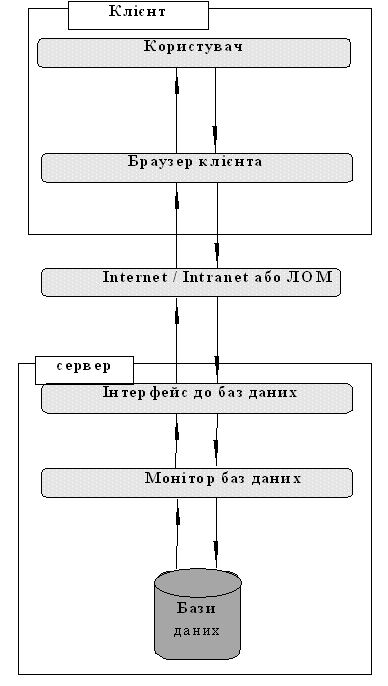 Клієнт
Користувач
Браузер клієнта
Internet / Intranet або ЛОМ
сервер
Інтерфейс до баз даних
Монітор баз даних
Бази
даних